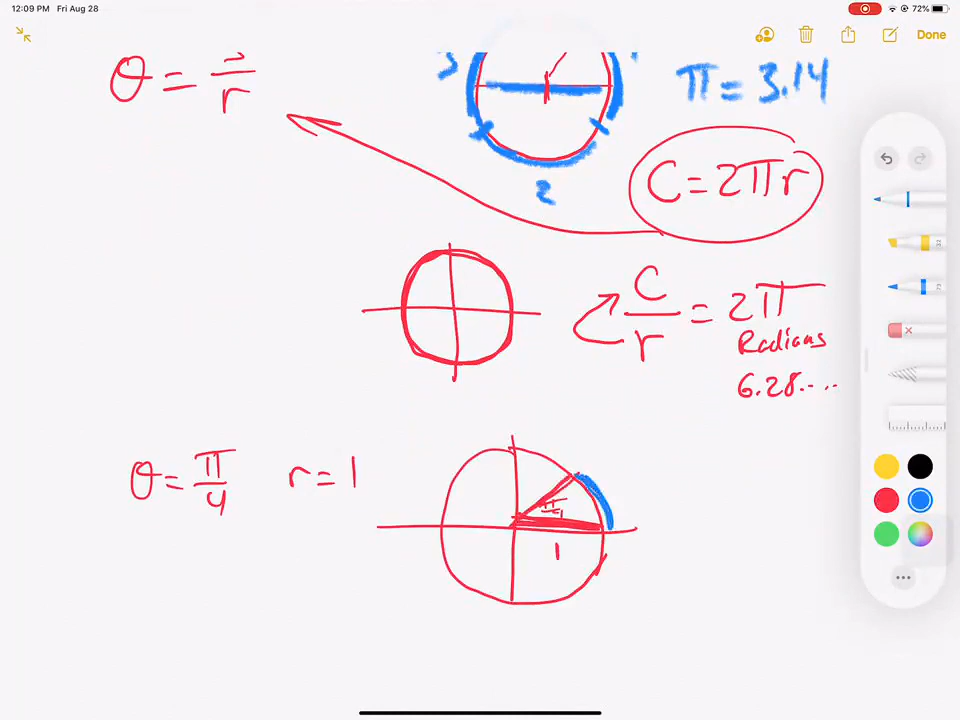 12:09 PM Fri Aug 28
72%
Done
π = 3.14
2
C = 2πr
C/r = 2π
Radians
6.28....
θ = π/4 r = 1
π/4
1